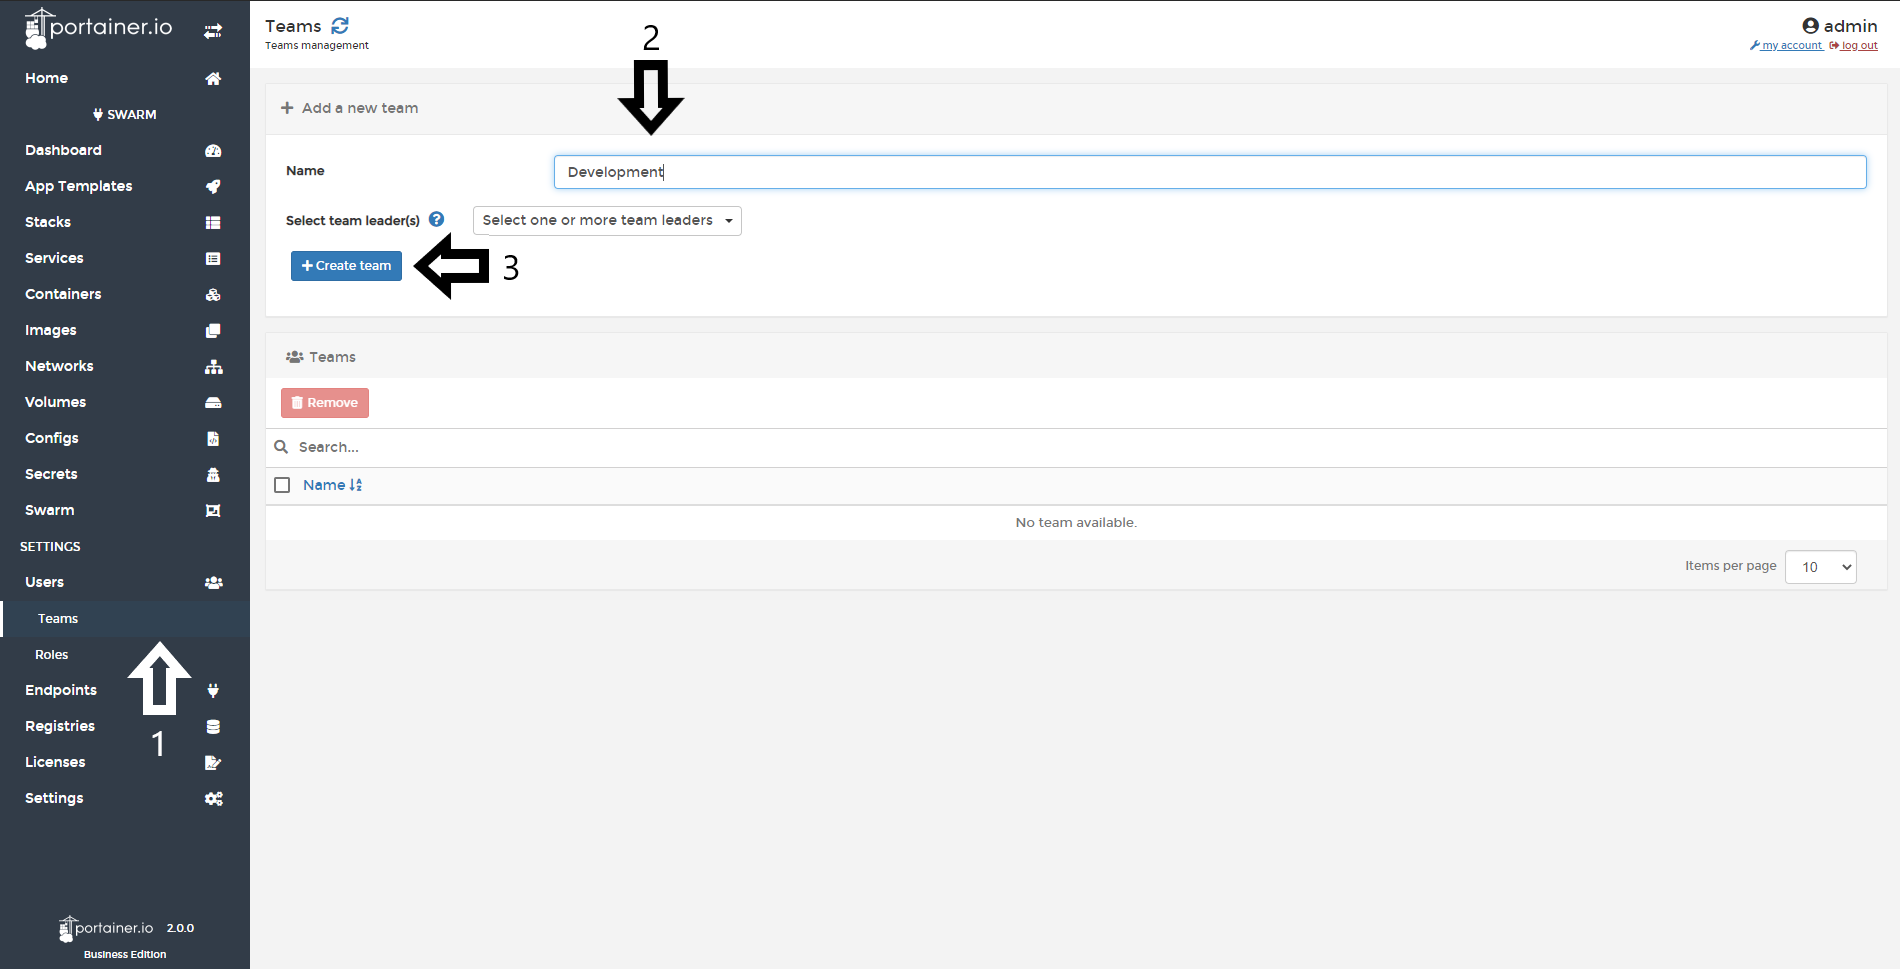 portainer.io
Home
SWARM
Dashboard
App Templates
Stacks
Services
Containers
Images
Networks
Volumes
Configs
Secrets
Swarm
SETTINGS
Users
Teams
Roles
Endpoints
1
Registries
Licenses
Settings
portainer.io 2.0.0
Business Edition
Teams
Teams management
2
admin
my account log out
Add a new team
Name Development
Select team leader(s) ? Select one or more team leaders
Create team 3
Teams
Remove
Search...
Name
No team available.
Items per page 10